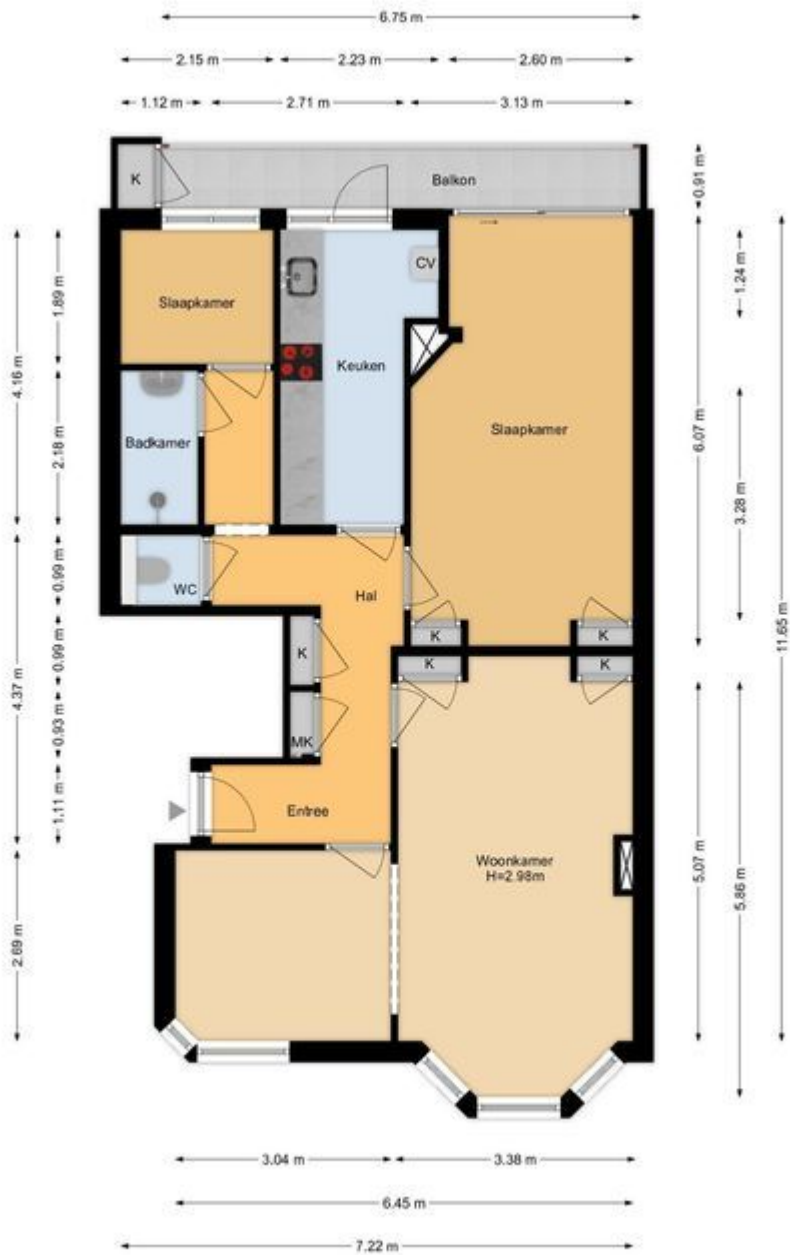 6.75 m
2.15 m 2.23 m 2.60 m
1.12 m 2.71 m 3.13 m
K
Balkon
0.91 m
Slaapkamer
CV
Keuken
Slaapkamer
Badkamer
WC
Hal
K
K
K
K
K
MK
Entree
Woonkamer
H=2.98m
4.16 m
4.37 m
2.69 m
1.89 m
2.18 m
0.99 m
0.99 m
0.93 m
1.11 m
6.07 m
5.07 m
1.24 m
3.28 m
5.86 m
11.65 m
3.04 m 3.38 m
6.45 m
7.22 m